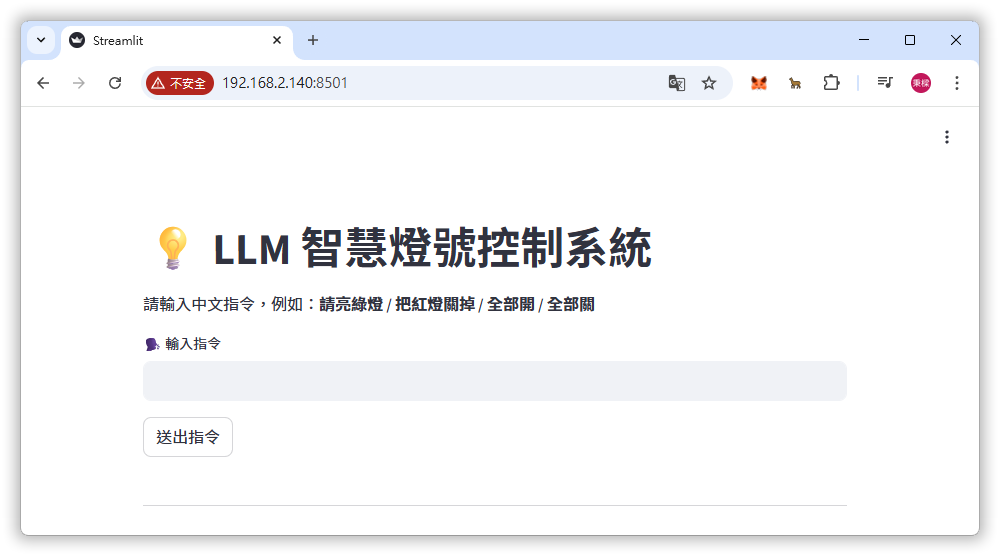 Streamlit
不安全
192.168.2.140:8501
秉樑
LLM 智慧燈號控制系統
請輸入中文指令，例如：請亮綠燈 / 把紅燈關掉 / 全部開 / 全部關
輸入指令
送出指令